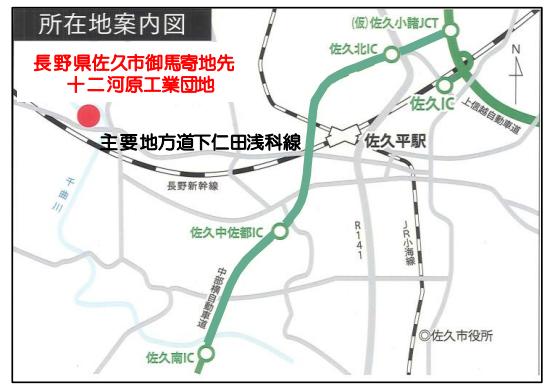 所在地案内図
(仮)佐久小諸JCT
佐久北IC
N
長野県佐久市御馬寄地先
十二河原工業団地
佐久IC
上信越自動車道
主要地方道下仁田浅科線
佐久平駅
長野新幹線
千曲川
佐久中佐都IC
R141
JR小海線
中部横自動車道
佐久市役所
佐久南IC